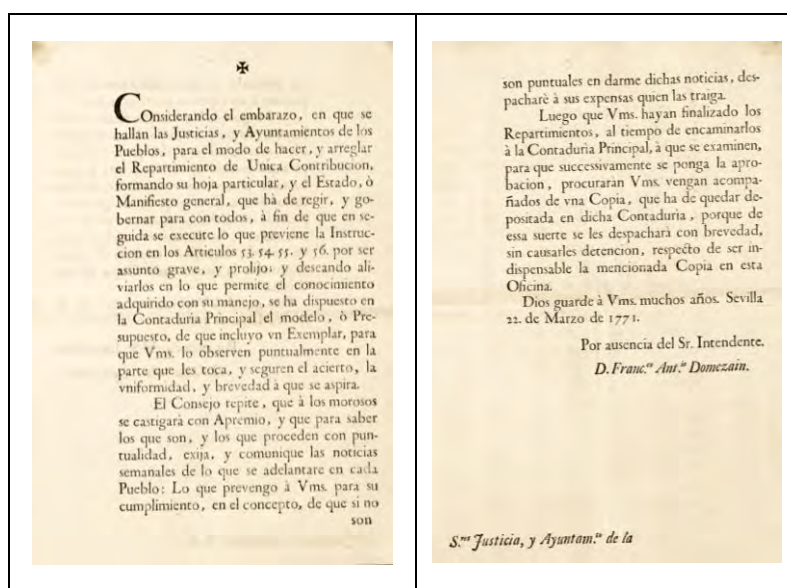 ✠
COnsiderando el embarazo, en que se
hallan las Justicias, y Ayuntamientos de los
Pueblos, para el modo de hacer, y arreglar
el Repartimiento de Unica Contribucion,
formando su hoja particular, y el Estado, ò
Manifiesto general, que hà de regir, y go-
bernar para con todos, à fin de que en se-
guida se execute lo que previene la Instruc-
cion en los Articulos 53. 54. 55. y 56. por ser
assunto grave, y prolijo; y deseando ali-
viarlos en lo que permite el conocimiento
adquirido con su manejo, se ha dispuesto en
la Contaduria Principal el modelo, ò Pre-
supuesto, de que incluyo vn Exemplar, para
que Vms. lo observen puntualmente en la
parte que les toca, y seguren el acierto, la
vniformidad, y brevedad à que se aspira.
El Consejo repite, que à los morosos
se castigarà con Apremio, y que para saber
los que son, y los que proceden con pun-
tualidad, exija, y comunique las noticias
semanales de lo que se adelantare en cada
Pueblo: Lo que prevengo à Vms. para su
cumplimiento, en el concepto, de que si no
son
son puntuales en darme dichas noticias, des-
pacharè à sus expensas quien las traiga.
Luego que Vms. hayan finalizado los
Repartimientos, al tiempo de encaminarlos
à la Contaduria Principal, à que se examinen,
para que successivamente se ponga la apro-
bacion, procuraràn Vms. vengan acompa-
ñados de vna Copia, que ha de quedar de-
positada en dicha Contaduria, porque de
essa suerte se les despacharà con brevedad,
sin causarles detencion, respecto de ser in-
dispensable la mencionada Copia en esta
Oficina.
Dios guarde à Vms. muchos años. Sevilla
22. de Marzo de 1771.
Por ausencia del Sr. Intendente.
D. Franc.º Ant.º Domezain.
S.res Justicia, y Ayuntam.to de la